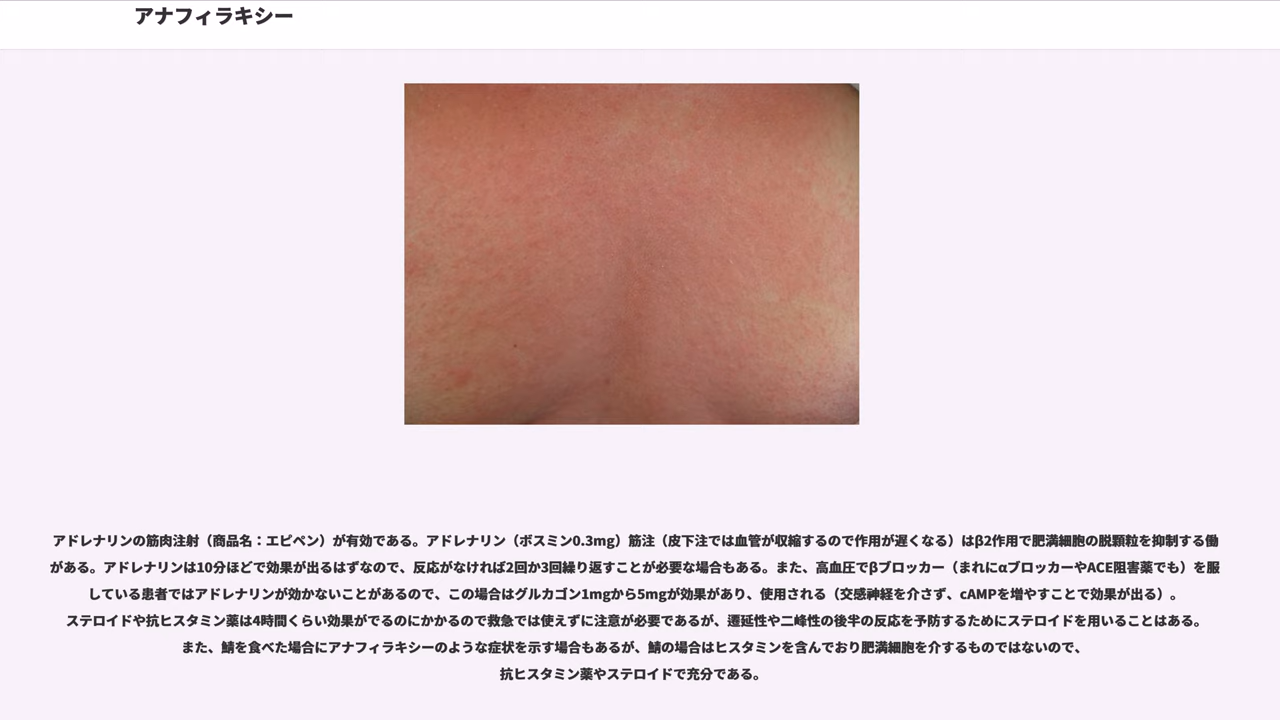 アナフィラキシー
アドレナリンの筋肉注射（商品名：エピペン）が有効である。アドレナリン（ボスミン0.3mg）筋注（皮下注では血管が収縮するので作用が遅くなる）はβ2作用で肥満細胞の脱顆粒を抑制する働
がある。アドレナリンは10分ほどで効果が出るはずなので、反応がなければ2回か3回繰り返すことが必要な場合もある。また、高血圧でβブロッカー（まれにαブロッカーやACE阻害薬でも）を服
している患者ではアドレナリンが効かないことがあるので、この場合はグルカゴン1mgから5mgが効果があり、使用される（交感神経を介さず、cAMPを増やすことで効果が出る）。
ステロイドや抗ヒスタミン薬は4時間くらい効果がでるのにかかるので救急では使えずに注意が必要であるが、遷延性や二峰性の後半の反応を予防するためにステロイドを用いることはある。
また、鯖を食べた場合にアナフィラキシーのような症状を示す場合もあるが、鯖の場合はヒスタミンを含んでおり肥満細胞を介するものではないので、
抗ヒスタミン薬やステロイドで充分である。